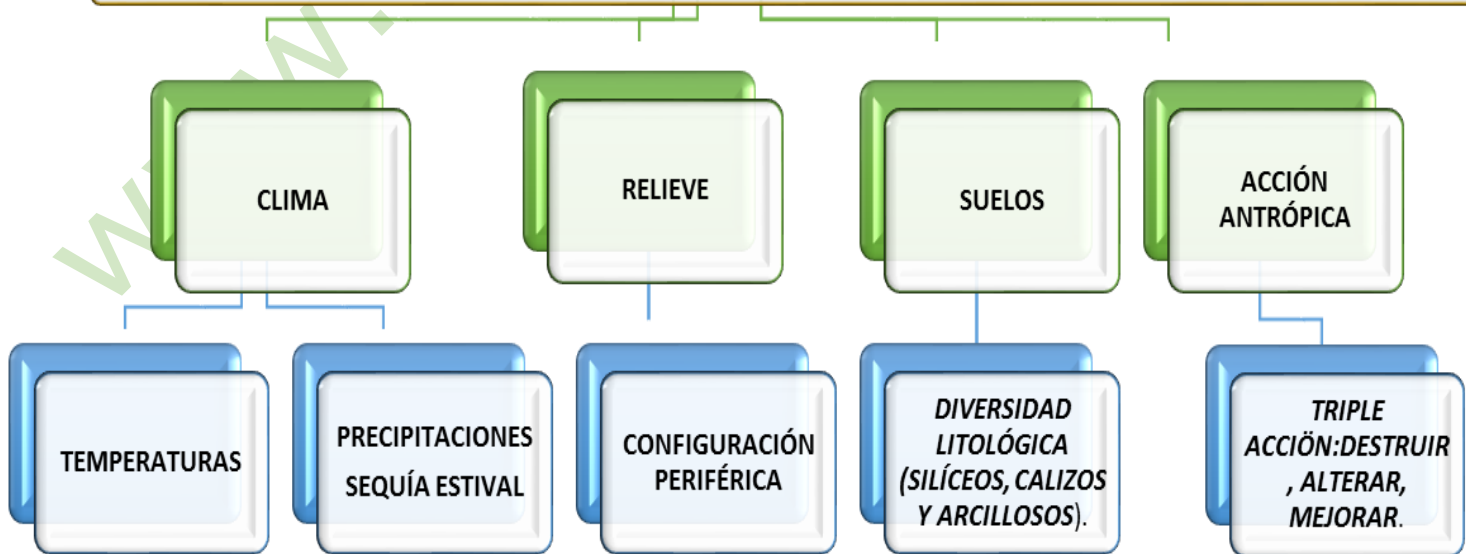 www.
CLIMA
RELIEVE
SUELOS
ACCIÓN
ANTRÓPICA
TEMPERATURAS
PRECIPITACIONES
SEQUÍA ESTIVAL
CONFIGURACIÓN
PERIFÉRICA
DIVERSIDAD
LITOLÓGICA
(SILÍCEOS, CALIZOS
Y ARCILLOSOS).
TRIPLE
ACCIÖN:DESTRUIR
, ALTERAR,
MEJORAR.